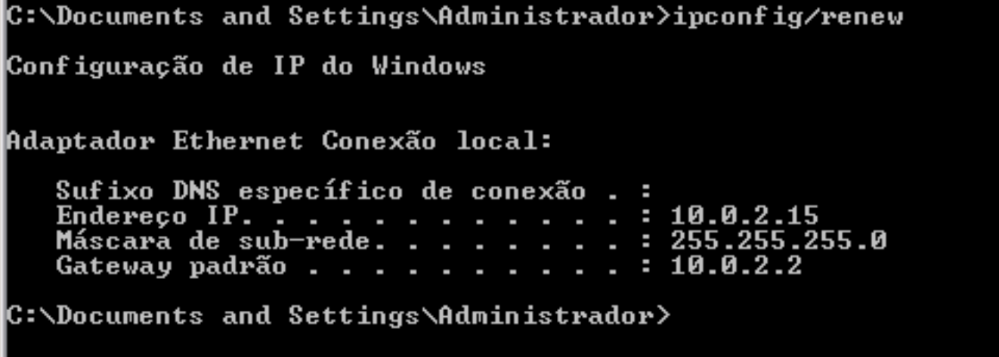 C:\Documents and Settings\Administrador>ipconfig/renew
Configuração de IP do Windows
Adaptador Ethernet Conexão local:
Sufixo DNS específico de conexão . :
Endereço IP. . . . . . . . . . . . : 10.0.2.15
Máscara de sub-rede. . . . . . . . : 255.255.255.0
Gateway padrão . . . . . . . . . . : 10.0.2.2
C:\Documents and Settings\Administrador>